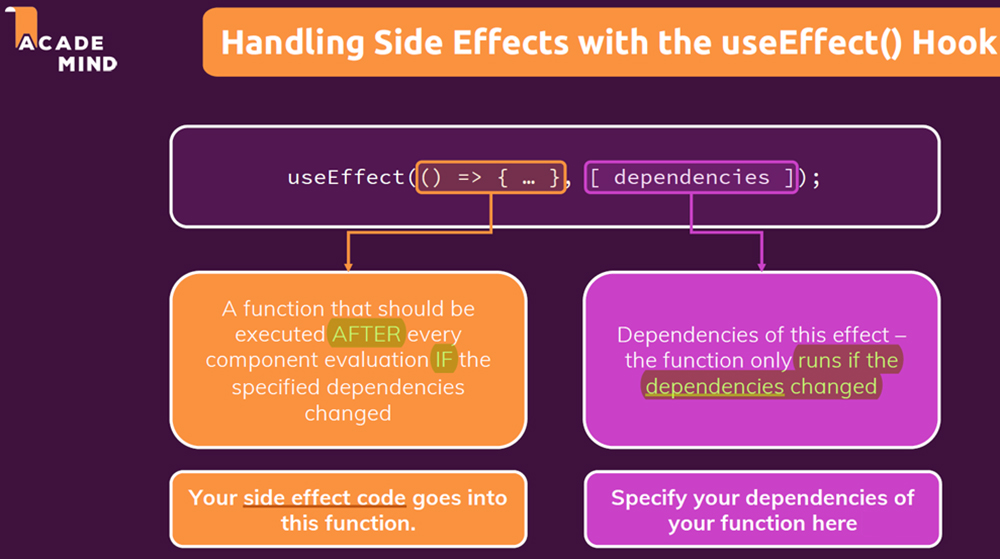 ACADE
MIND
Handling Side Effects with the useEffect() Hook
useEffect(() => { … }, [ dependencies ]);
A function that should be
executed AFTER every
component evaluation IF the
specified dependencies
changed
Dependencies of this effect –
the function only runs if the
dependencies changed
Your side effect code goes into
this function.
Specify your dependencies of
your function here